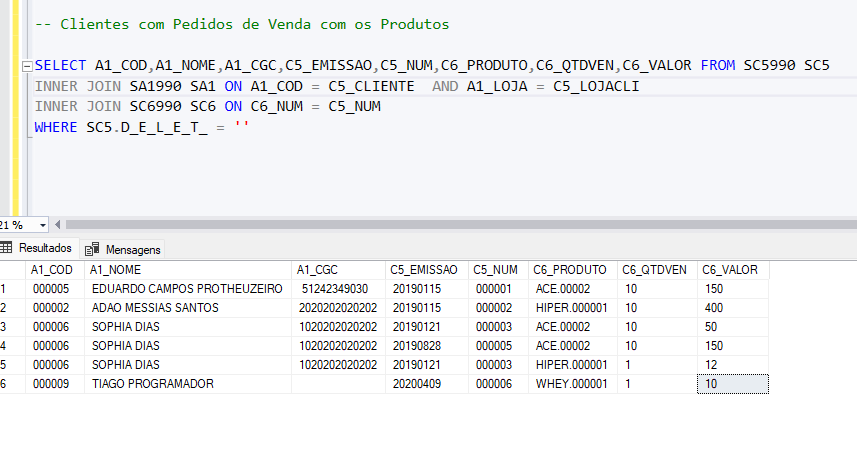 -- Clientes com Pedidos de Venda com os Produtos
SELECT A1_COD,A1_NOME,A1_CGC,C5_EMISSAO,C5_NUM,C6_PRODUTO,C6_QTDVEN,C6_VALOR FROM SC5990 SC5
INNER JOIN SA1990 SA1 ON A1_COD = C5_CLIENTE  AND A1_LOJA = C5_LOJACLI
INNER JOIN SC6990 SC6 ON C6_NUM = C5_NUM
WHERE SC5.D_E_L_E_T_ = ''
21 %
Resultados Mensagens
A1_COD A1_NOME A1_CGC C5_EMISSAO C5_NUM C6_PRODUTO C6_QTDVEN C6_VALOR
1 000005 EDUARDO CAMPOS PROTHEUZEIRO 51242349030 20190115 000001 ACE.00002 10 150
2 000002 ADAO MESSIAS SANTOS 2020202020202 20190115 000002 HIPER.000001 10 400
3 000006 SOPHIA DIAS 1020202020202 20190121 000003 ACE.00002 10 50
4 000006 SOPHIA DIAS 1020202020202 20190828 000005 ACE.00002 10 150
5 000006 SOPHIA DIAS 1020202020202 20190121 000003 HIPER.000001 1 12
6 000009 TIAGO PROGRAMADOR 20200409 000006 WHEY.000001 1 10